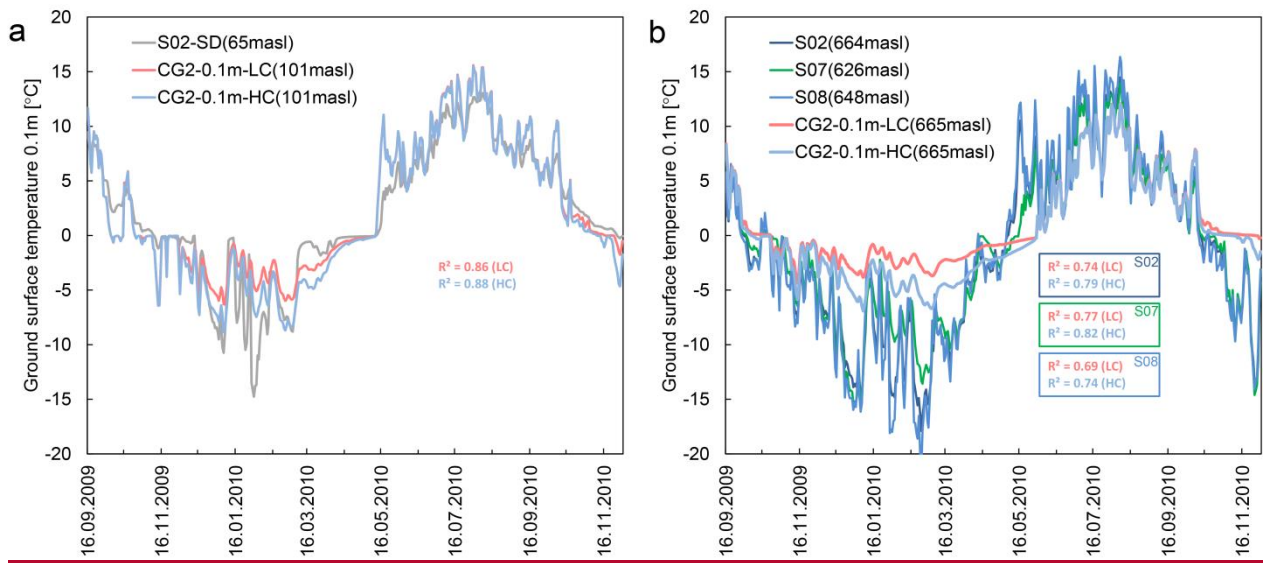 a
Ground surface temperature 0.1m [°C]
20
15
10
5
0
-5
-10
-15
-20
S02-SD(65masl)
CG2-0.1m-LC(101masl)
CG2-0.1m-HC(101masl)
R² = 0.86 (LC)
R² = 0.88 (HC)
16.09.2009
16.11.2009
16.01.2010
16.03.2010
16.05.2010
16.07.2010
16.09.2010
16.11.2010
b
Ground surface temperature 0.1m [°C]
20
15
10
5
0
-5
-10
-15
-20
S02(664masl)
S07(626masl)
S08(648masl)
CG2-0.1m-LC(665masl)
CG2-0.1m-HC(665masl)
S02
R² = 0.74 (LC)
R² = 0.79 (HC)
S07
R² = 0.77 (LC)
R² = 0.82 (HC)
S08
R² = 0.69 (LC)
R² = 0.74 (HC)
16.09.2009
16.11.2009
16.01.2010
16.03.2010
16.05.2010
16.07.2010
16.09.2010
16.11.2010